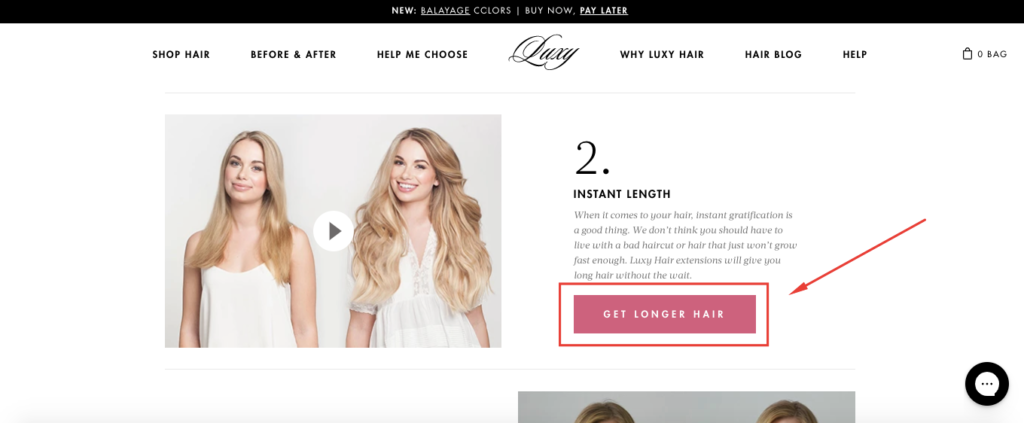 NEW: BALAYAGE COLORS | BUY NOW, PAY LATER
SHOP HAIR
BEFORE & AFTER
HELP ME CHOOSE
Luxy
WHY LUXY HAIR
HAIR BLOG
HELP
0 BAG
2.
INSTANT LENGTH
When it comes to your hair, instant gratification is
a good thing. We don't think you should have to
live with a bad haircut or hair that just won't grow
fast enough. Luxy Hair extensions will give you
long hair without the wait.
GET LONGER HAIR